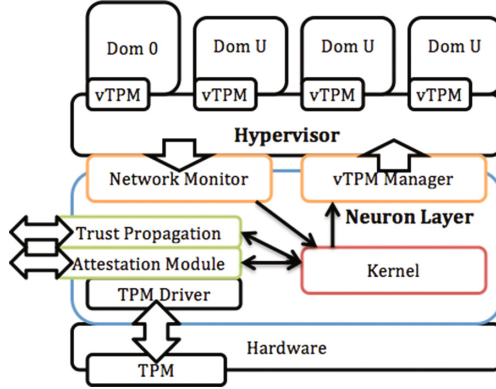 Dom 0
Dom U
Dom U
Dom U
vTPM
vTPM
vTPM
vTPM
Hypervisor
Network Monitor
vTPM Manager
Neuron Layer
Trust Propagation
Attestation Module
Kernel
TPM Driver
Hardware
TPM